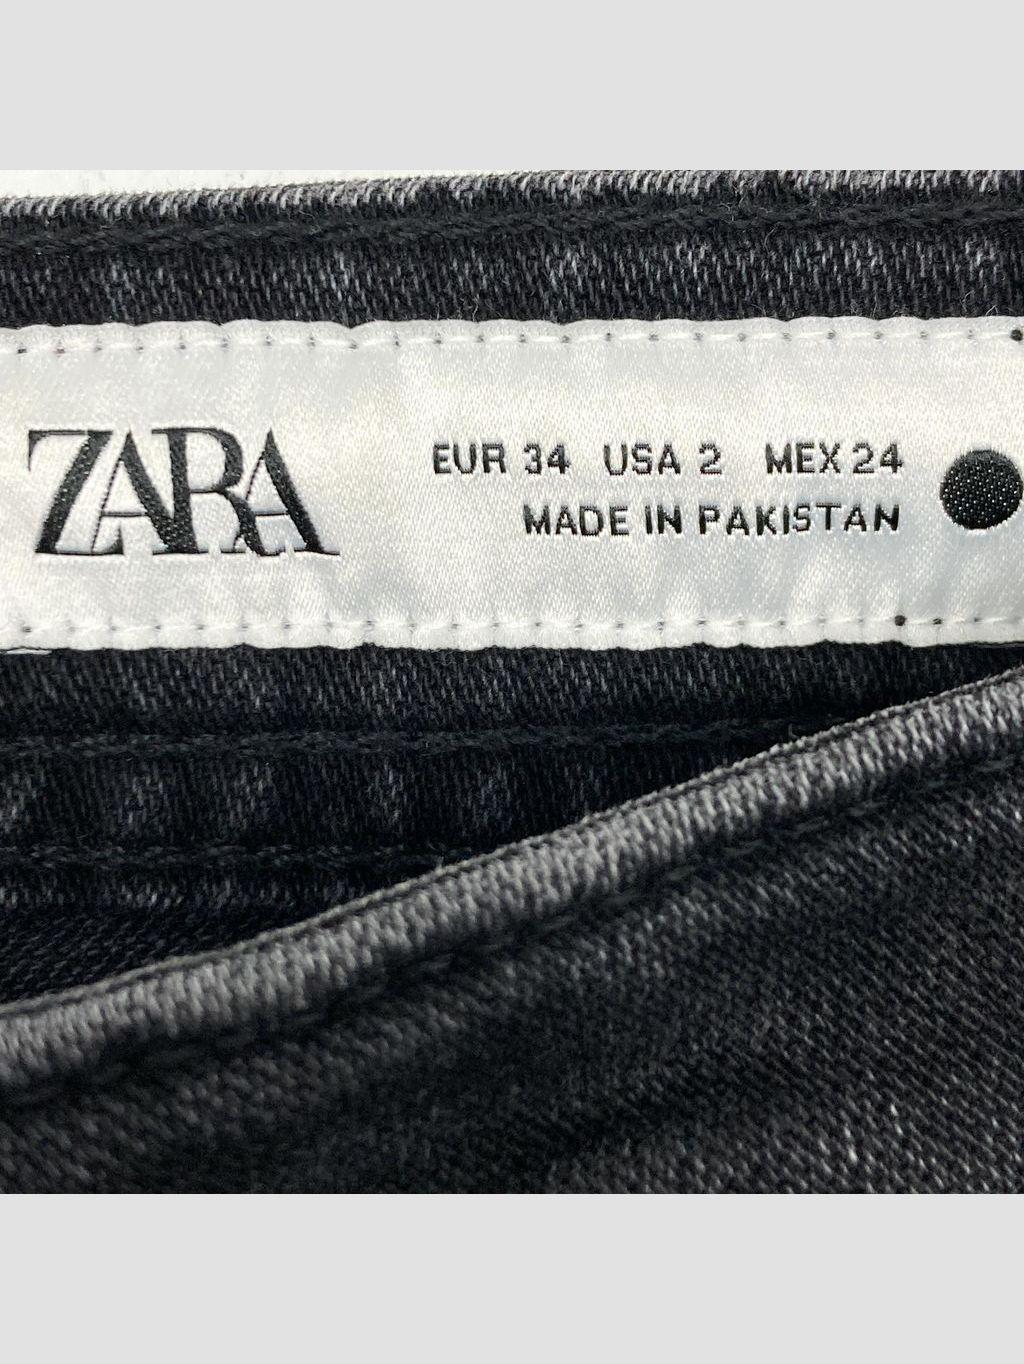 ZARA
EUR 34 USA 2 MEX 24
MADE IN PAKISTAN